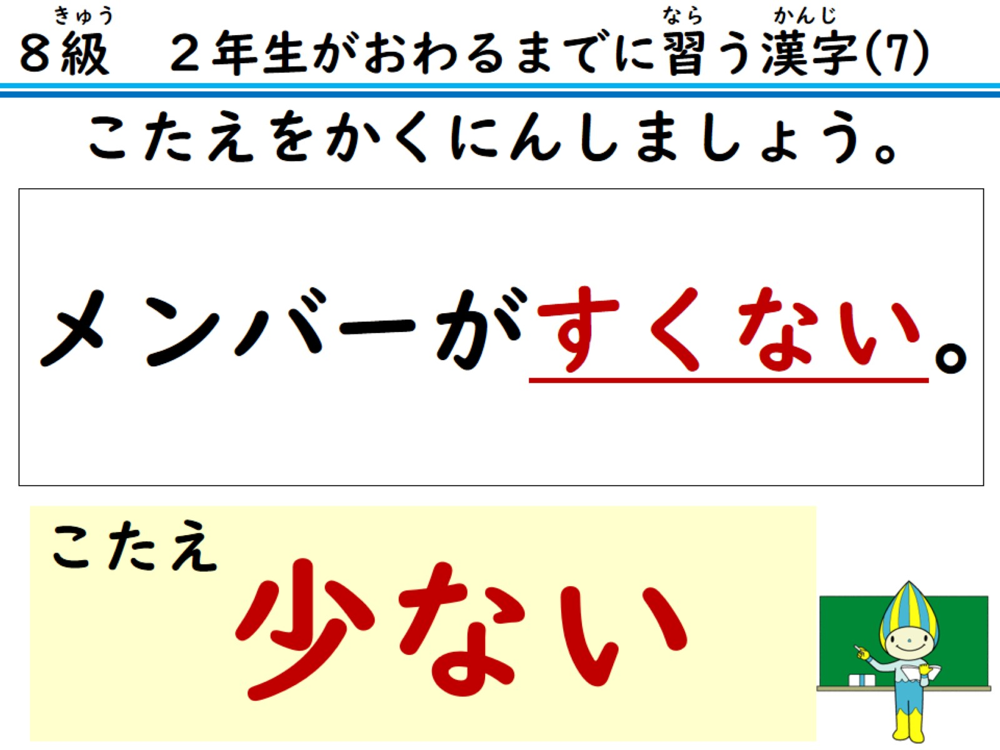 きゅう なら かんじ
8級 2年生がおわるまでに習う漢字(7)
こたえをかくにんしましょう。
メンバーがすくない。
こたえ
少ない